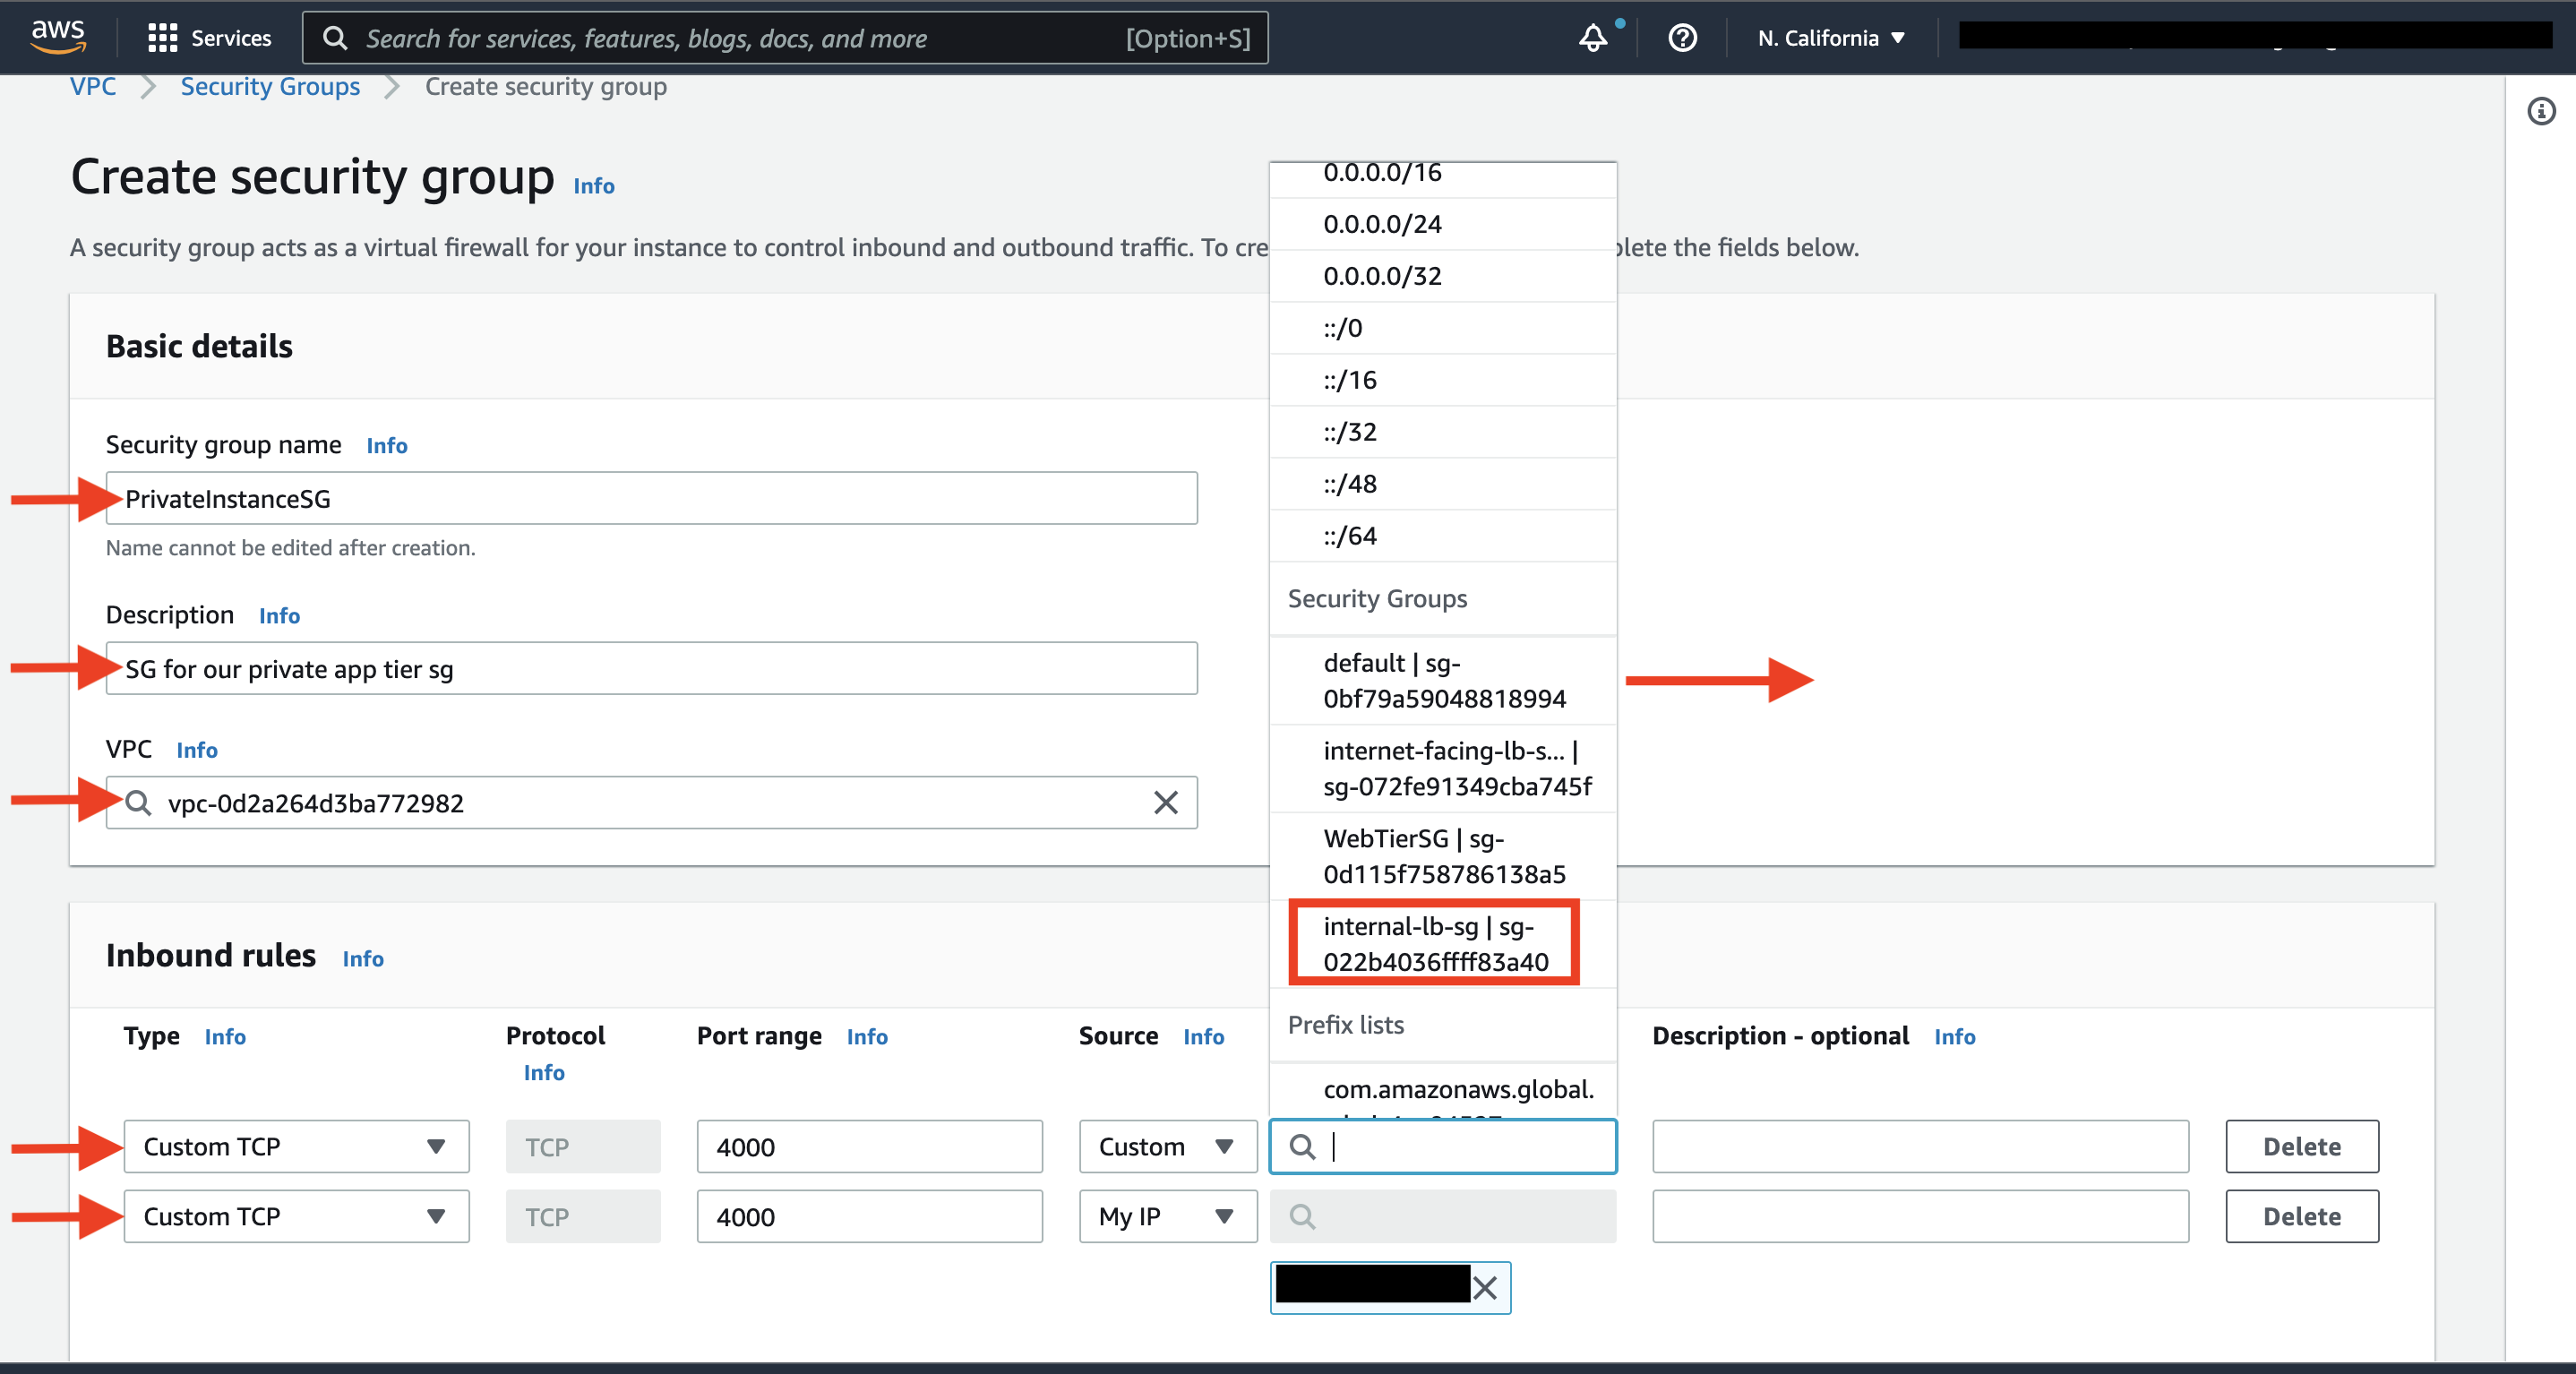 aws
Services
Search for services, features, blogs, docs, and more
[Option+S]
N. California
VPC
Security Groups
Create security group
Create security group Info
A security group acts as a virtual firewall for your instance to control inbound and outbound traffic. To cre
plete the fields below.
Basic details
Security group name Info
PrivateInstanceSG
Name cannot be edited after creation.
Description Info
SG for our private app tier sg
VPC Info
vpc-0d2a264d3ba772982
0.0.0.0/16
0.0.0.0/24
0.0.0.0/32
::/0
::/16
::/32
::/48
::/64
Security Groups
default | sg-
0bf79a59048818994
internet-facing-lb-s... |
sg-072fe91349cba745f
WebTierSG | sg-
0d115f758786138a5
internal-lb-sg | sg-
022b4036ffff83a40
Prefix lists
com.amazonaws.global.
Inbound rules Info
Type Info
Protocol
Info
Port range Info
Source Info
Description - optional Info
Custom TCP
TCP
4000
Custom
Delete
Custom TCP
TCP
4000
My IP
Delete